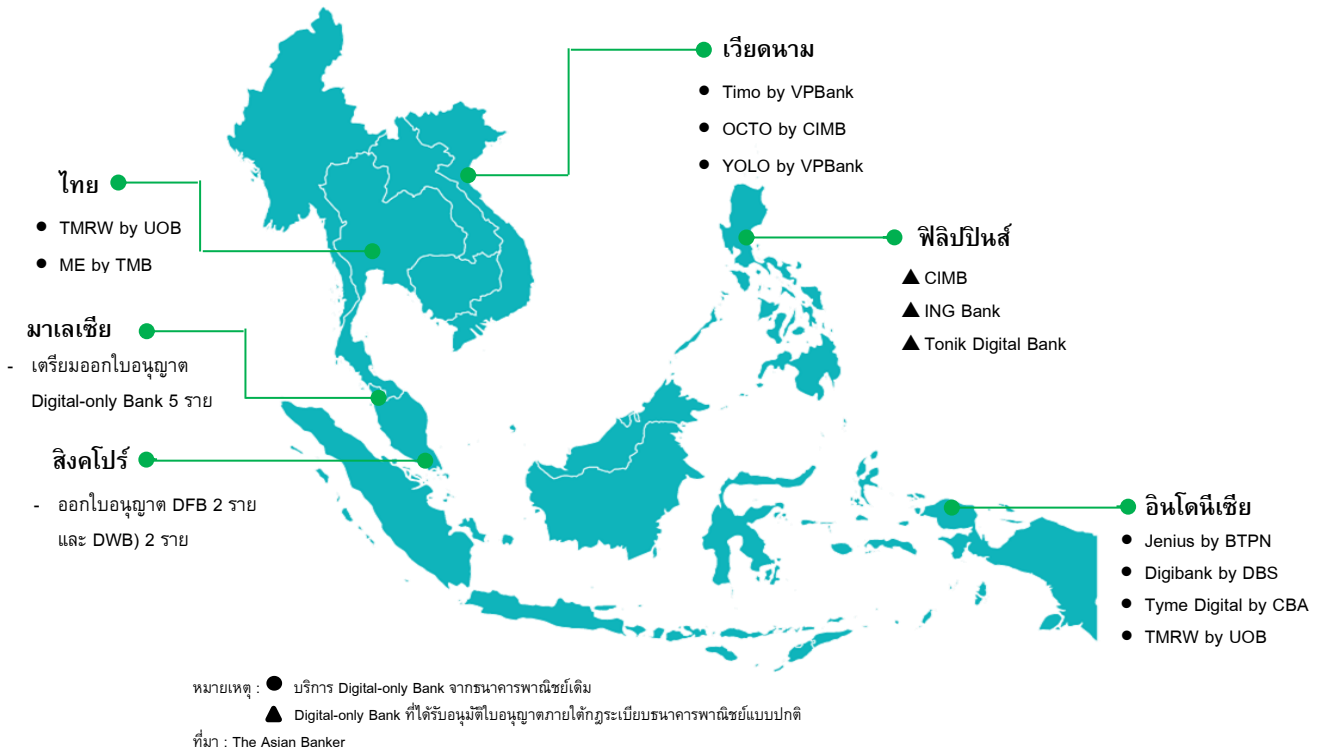 เวียดนาม
● Timo by VPBank
● OCTO by CIMB
● YOLO by VPBank
ไทย
● TMRW by UOB
● ME by TMB
ฟิลิปปินส์
▲ CIMB
▲ ING Bank
▲ Tonik Digital Bank
มาเลเซีย
- เตรียมออกใบอนุญาต
Digital-only Bank 5 ราย
สิงคโปร์
- ออกใบอนุญาต DFB 2 ราย
และ DWB) 2 ราย
อินโดนีเซีย
● Jenius by BTPN
● Digibank by DBS
● Tyme Digital by CBA
● TMRW by UOB
หมายเหตุ : ● บริการ Digital-only Bank จากธนาคารพาณิชย์เดิม
▲ Digital-only Bank ที่ได้รับอนุมัติใบอนุญาตภายใต้กฎระเบียบธนาคารพาณิชย์แบบปกติ
ที่มา : The Asian Banker